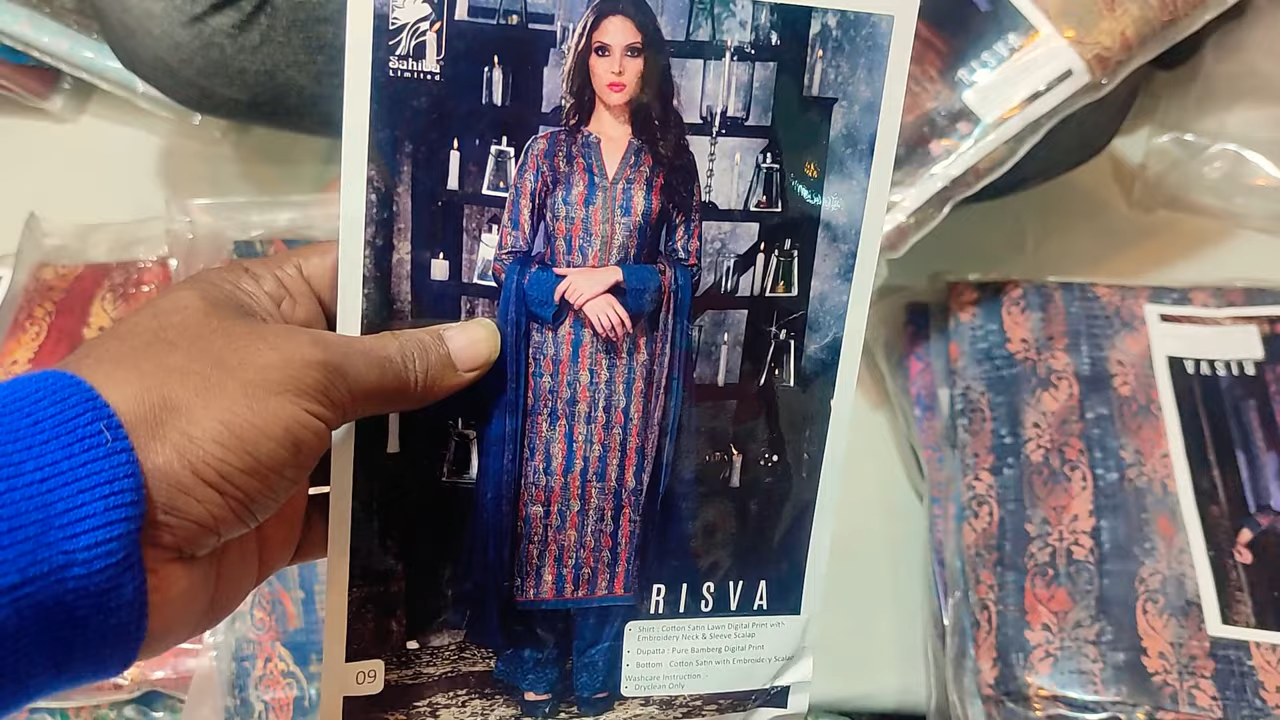 Sahiba
Limited.
RISVA
• Shirt : Cotton Satin Lawn Digital Print with
Embroidery Neck & Sleeve Scalap
• Dupatta : Pure Bamberg Digital Print
• Bottom : Cotton Satin with Embroidery Scalap
Washcare Instruction :-
• Dryclean Only
09
RISVA
RISVA